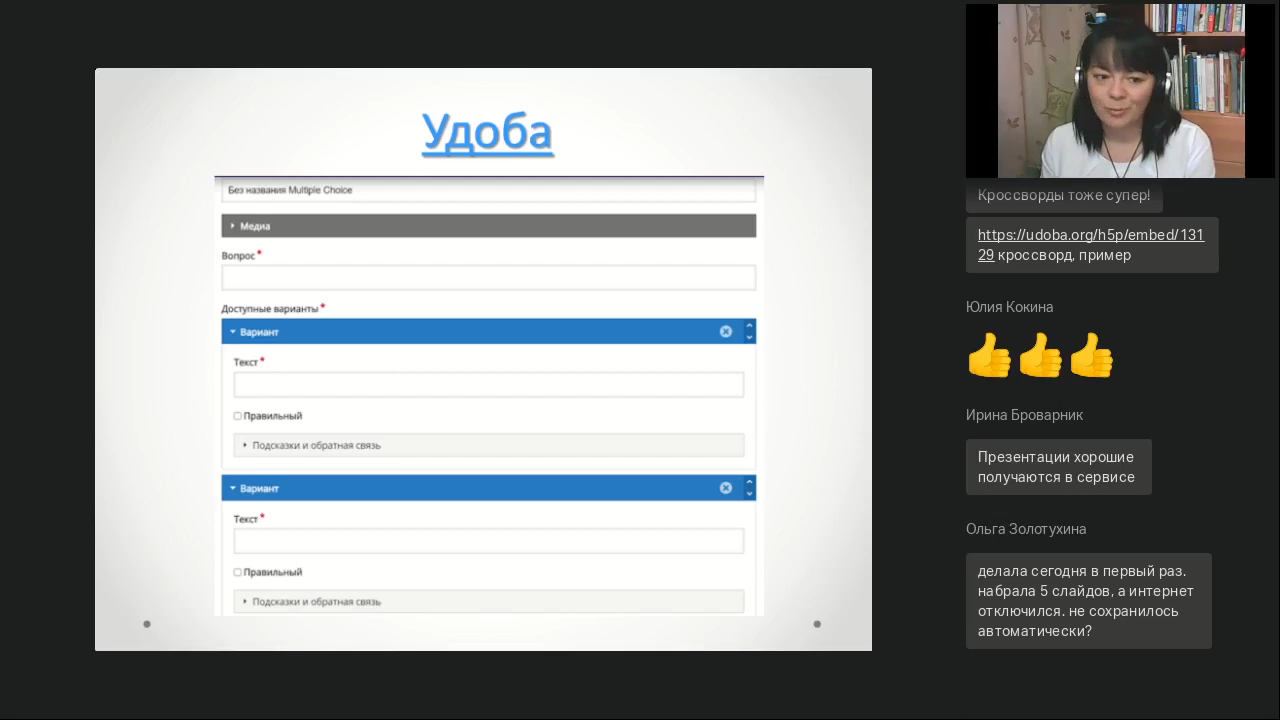 Удоба
Без названия Multiple Choice
Медиа
Вопрос*
Доступные варианты*
Вариант
Текст*
Правильный
Подсказки и обратная связь
Вариант
Текст*
Правильный
Подсказки и обратная связь
Кроссворды тоже супер!
https://udoba.org/h5p/embed/131
29 кроссворд, пример
Юлия Кокина
Ирина Броварник
Презентации хорошие
получаются в сервисе
Ольга Золотухина
делала сегодня в первый раз.
набрала 5 слайдов, а интернет
отключился. не сохранилось
автоматически?